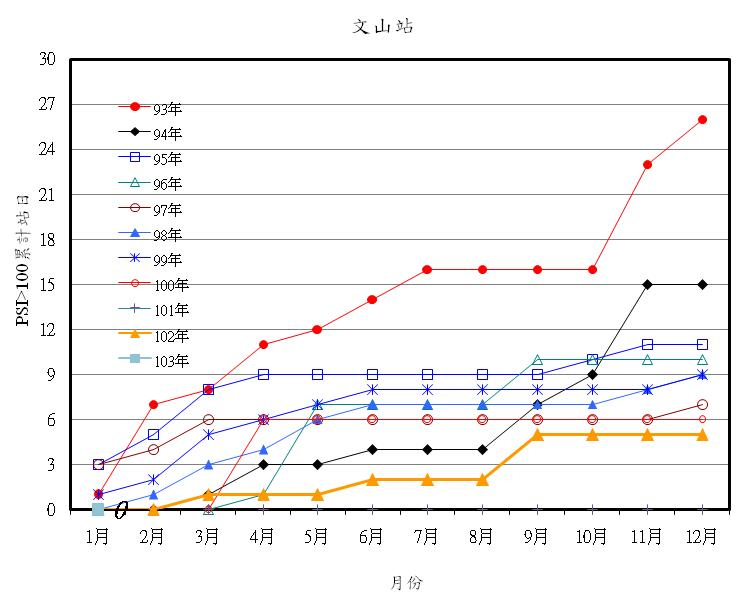 文山站
PSI>100累計站日
30
27
24
21
18
15
12
9
6
3
0
93年
94年
95年
96年
97年
98年
99年
100年
101年
102年
103年
0
1月 2月 3月 4月 5月 6月 7月 8月 9月 10月 11月 12月
月份